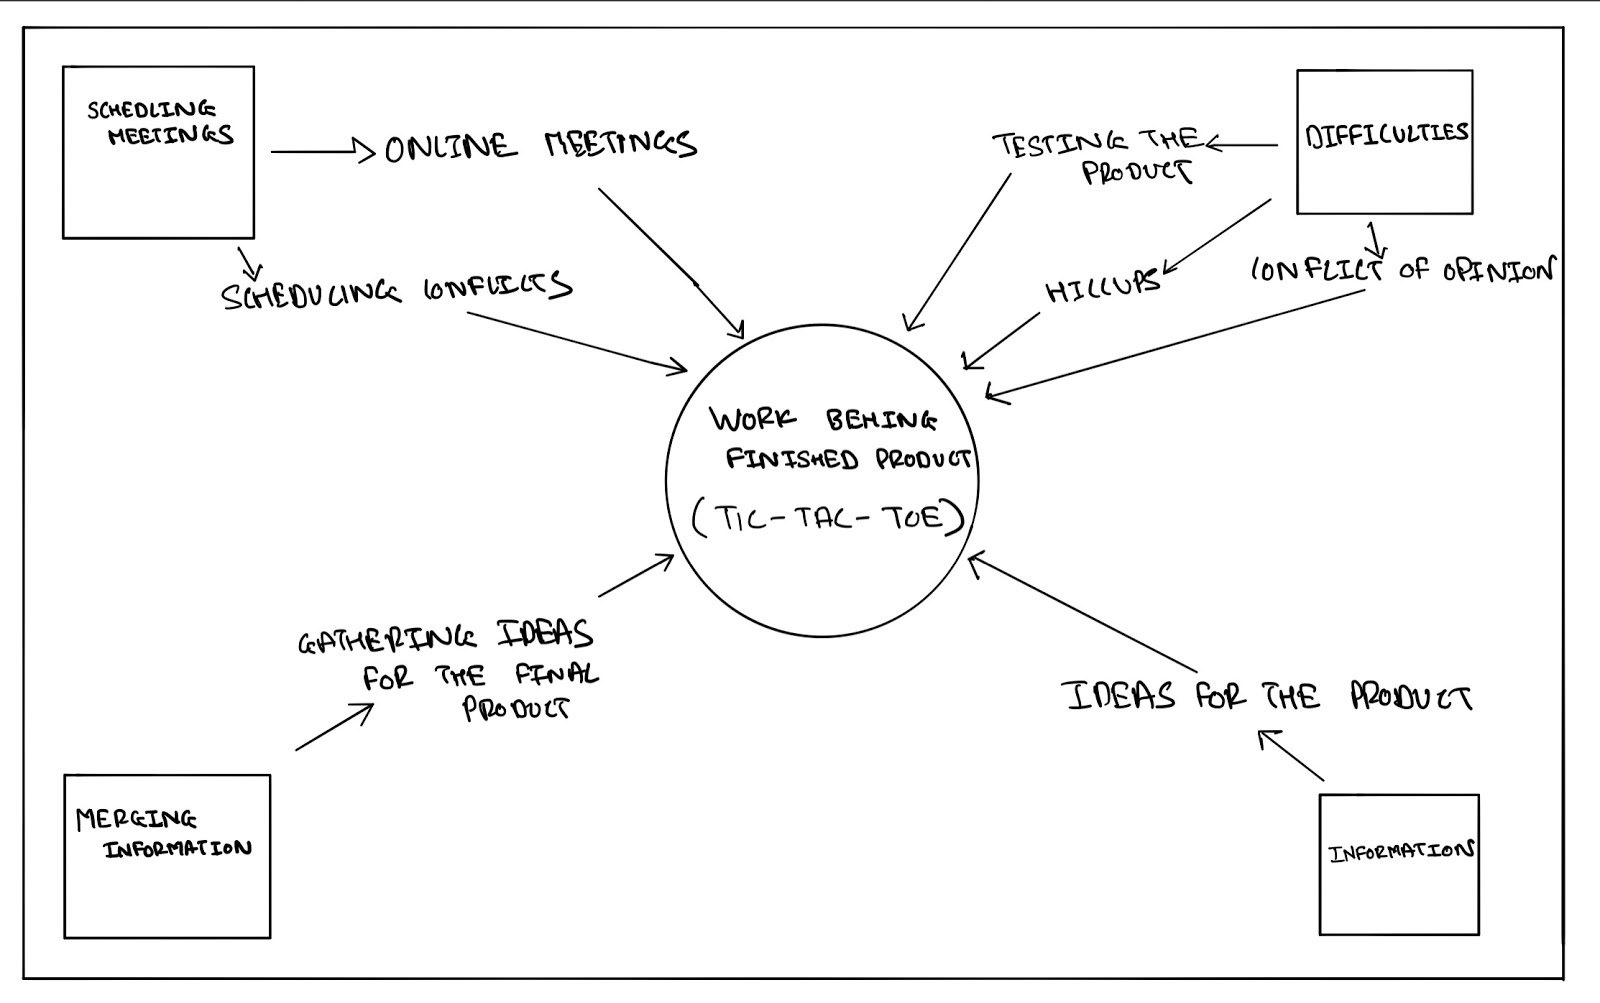 SCHEDLING
MEETINGS
ONLINE MEETINGS
SCHEDULING CONFLICTS
TESTING THE
PRODUCT
DIFFICULTIES
HICCUPS
CONFLICT OF OPINION
WORK BEHING
FINISHED PRODUCT
(TIC-TAC-TOE)
GATHERING IDEAS
FOR THE FINAL
PRODUCT
MERGING
INFORMATION
IDEAS FOR THE PRODUCT
INFORMATION